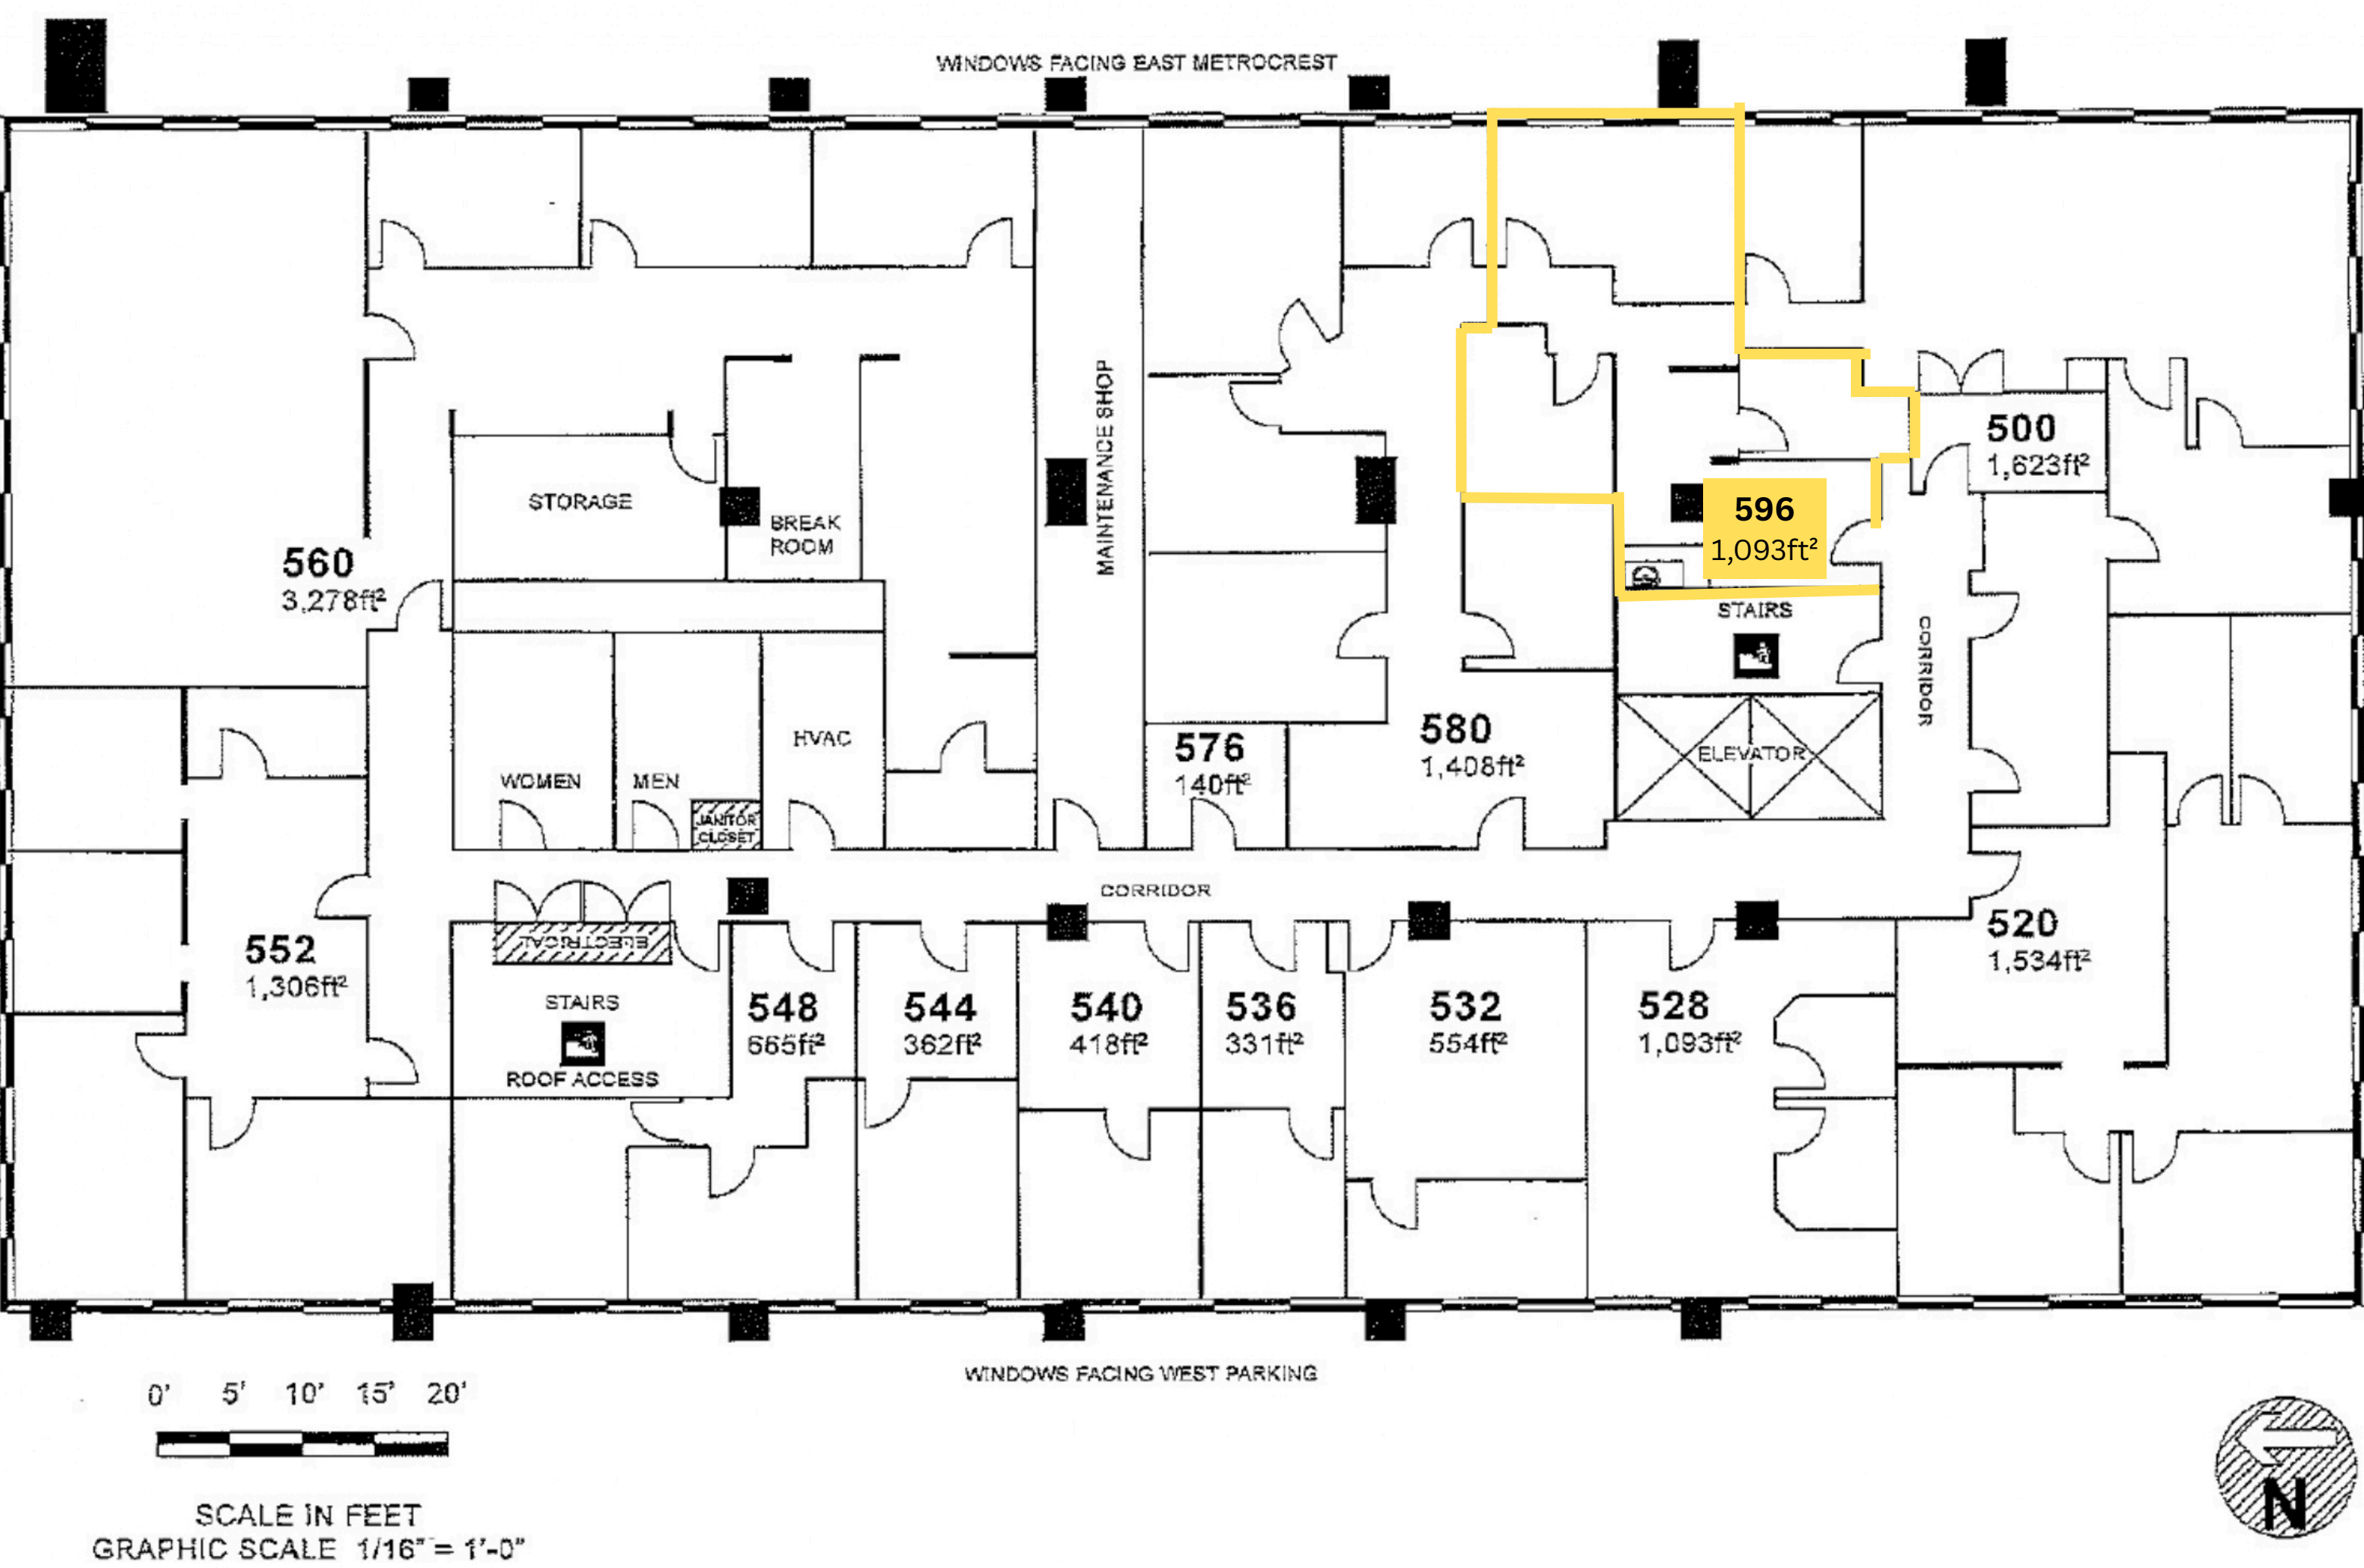 WINDOWS FACING EAST METROCREST
MAINTENANCE SHOP
500
1,623ft²
STORAGE
BREAK
ROOM
596
1,093ft²
560
3,278ft²
STAIRS
CORRIDOR
576
140ft²
580
1,408ft²
HVAC
ELEVATOR
WOMEN
MEN
JANITOR
CLOSET
CORRIDOR
ELECTRICAL
552
1,306ft²
520
1,534ft²
STAIRS
ROOF ACCESS
548
665ft²
544
362ft²
540
418ft²
536
331ft²
532
554ft²
528
1,093ft²
WINDOWS FACING WEST PARKING
0' 5' 10' 15' 20'
SCALE IN FEET
GRAPHIC SCALE 1/16" = 1'-0"
N